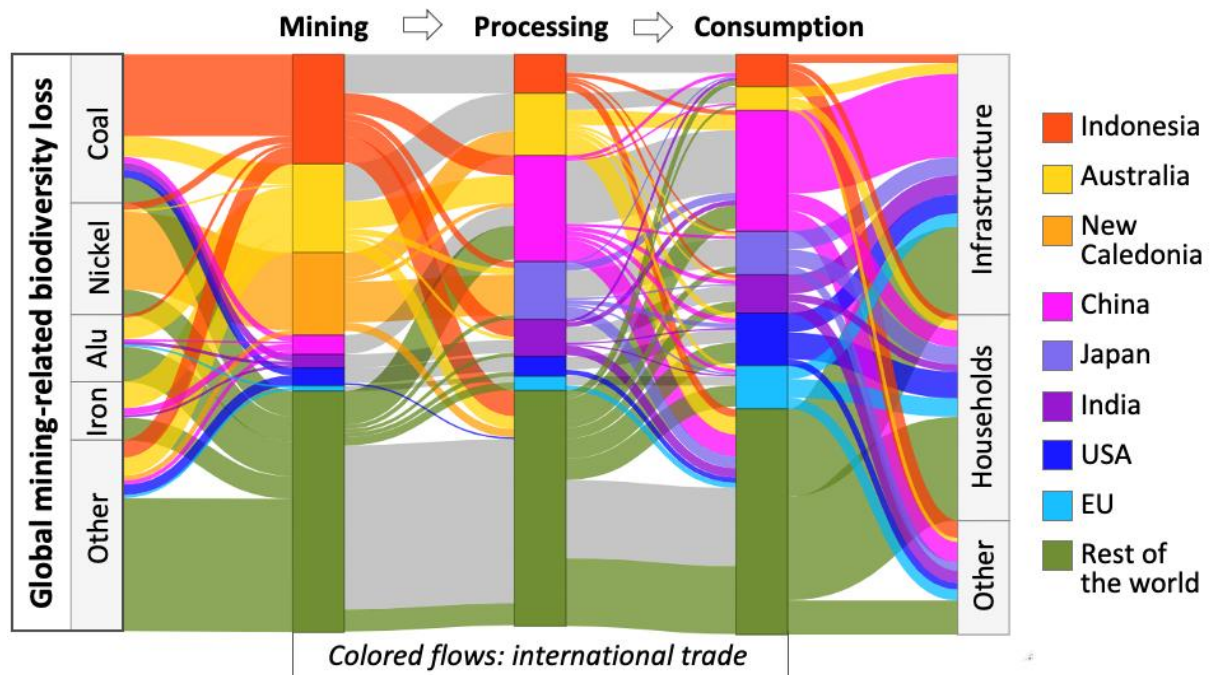 Mining
Processing
Consumption
Global mining-related biodiversity loss
Coal
Nickel
Alu
Iron
Other
Infrastructure
Households
Other
Indonesia
Australia
New
Caledonia
China
Japan
India
USA
EU
Rest of
the world
Colored flows: international trade